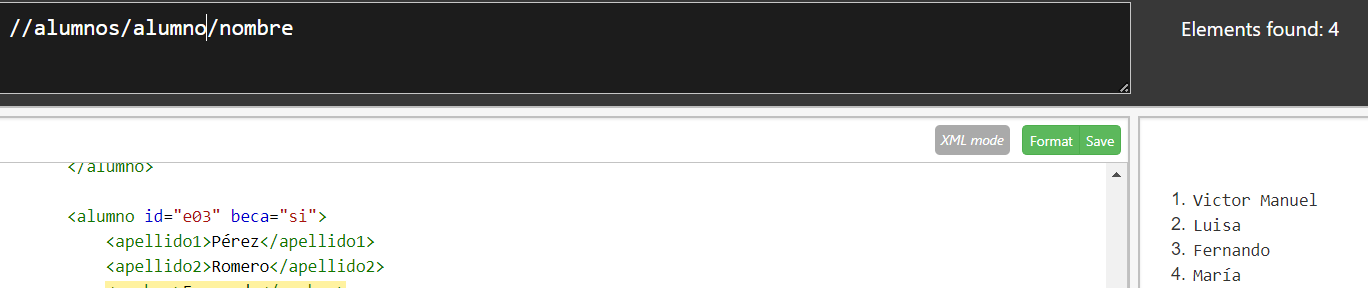 //alumnos/alumno/nombre
Elements found: 4
XML mode Format Save
</alumno>
<alumno id="e03" beca="si">
<apellido1>Pérez</apellido1>
<apellido2>Romero</apellido2>
1. Victor Manuel
2. Luisa
3. Fernando
4. María